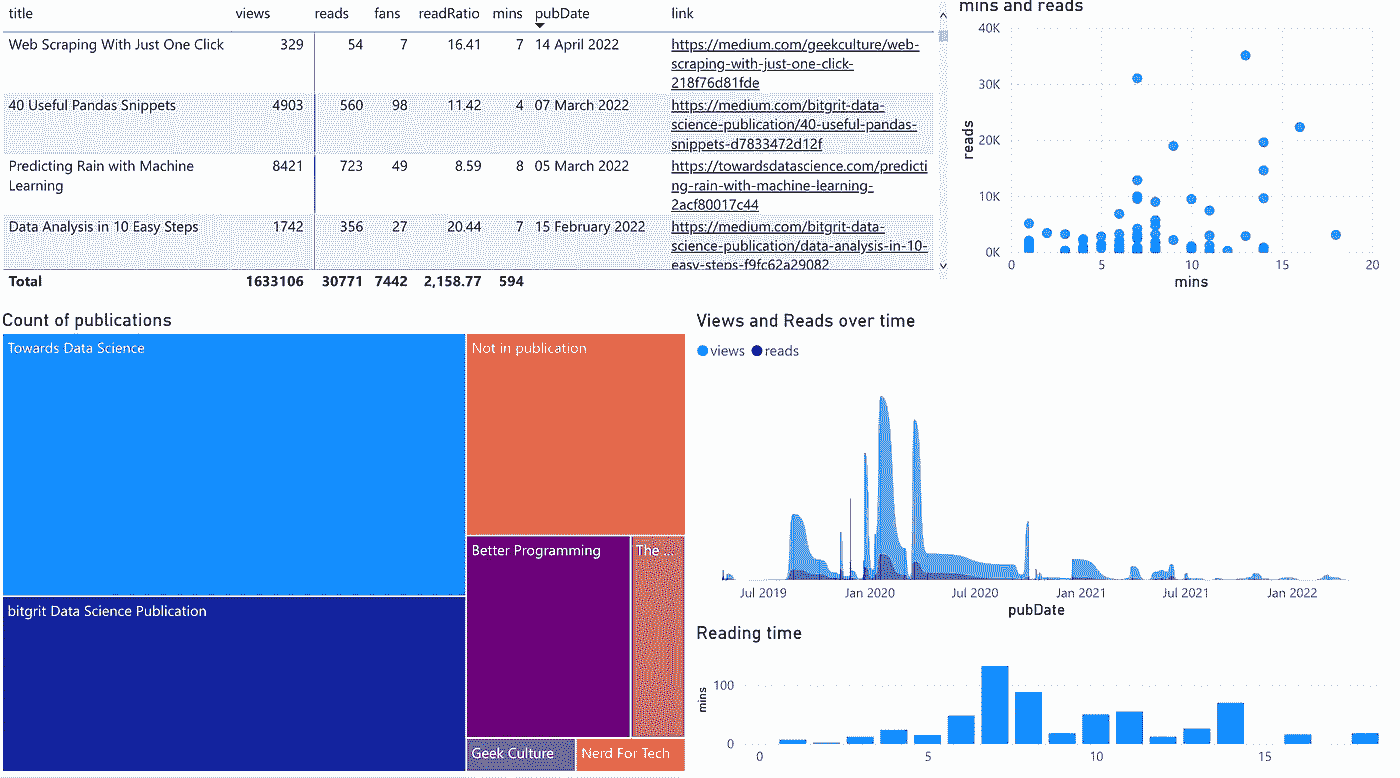 title views reads fans readRatio mins pubDate link
Web Scraping With Just One Click 329 54 7 16.41 7 14 April 2022 https://medium.com/geekculture/web-
scraping-with-just-one-click-
218f76d81fde
40 Useful Pandas Snippets 4903 560 98 11.42 4 07 March 2022 https://medium.com/bitgrit-data-
science-publication/40-useful-pandas-
snippets-d7833472d12f
Predicting Rain with Machine 8421 723 49 8.59 8 05 March 2022 https://towardsdatascience.com/predicti
Learning ng-rain-with-machine-learning-
2acf80017c44
Data Analysis in 10 Easy Steps 1742 356 27 20.44 7 15 February 2022 https://medium.com/bitgrit-data-
science-publication/data-analysis-in-10-
easy-steps-f9fc62a29082
Total 1633106 30771 7442 2,158.77 594
mins and reads
40K
30K
20K
10K
0K
reads
0 5 10 15 20
mins
Count of publications
Towards Data Science
Not in publication
Better Programming
The ...
bitgrit Data Science Publication
Geek Culture
Nerd For Tech
Views and Reads over time
views reads
Jul 2019 Jan 2020 Jul 2020 Jan 2021 Jul 2021 Jan 2022
pubDate
Reading time
mins
100
0
0 5 10 15